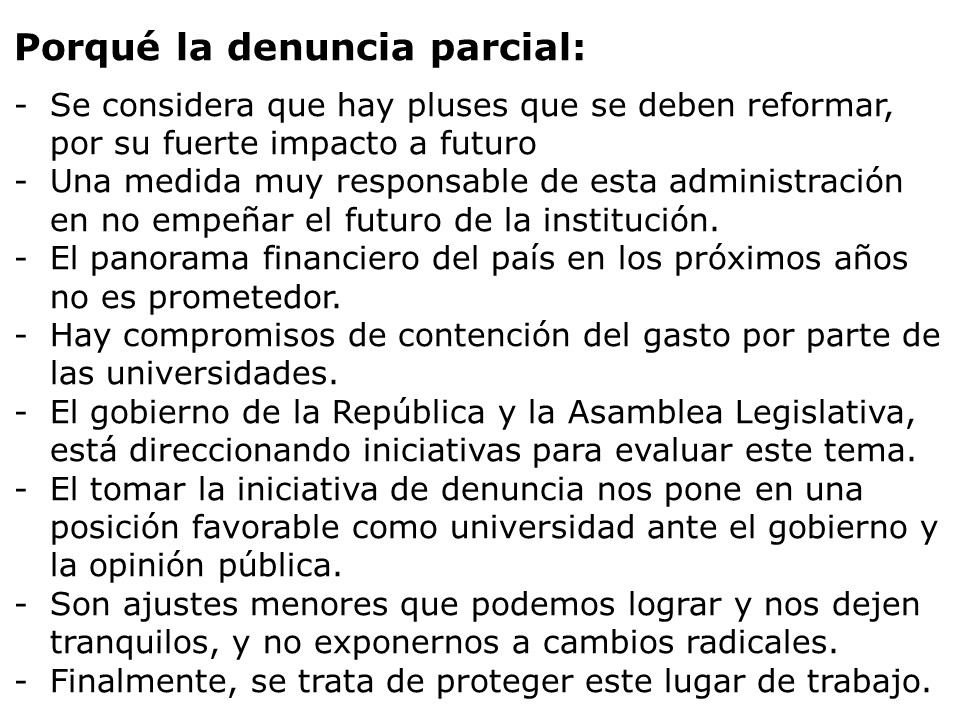 Porqué la denuncia parcial:
- Se considera que hay pluses que se deben reformar,
por su fuerte impacto a futuro
- Una medida muy responsable de esta administración
en no empeñar el futuro de la institución.
- El panorama financiero del país en los próximos años
no es prometedor.
- Hay compromisos de contención del gasto por parte de
las universidades.
- El gobierno de la República y la Asamblea Legislativa,
está direccionando iniciativas para evaluar este tema.
- El tomar la iniciativa de denuncia nos pone en una
posición favorable como universidad ante el gobierno y
la opinión pública.
- Son ajustes menores que podemos lograr y nos dejen
tranquilos, y no exponernos a cambios radicales.
- Finalmente, se trata de proteger este lugar de trabajo.